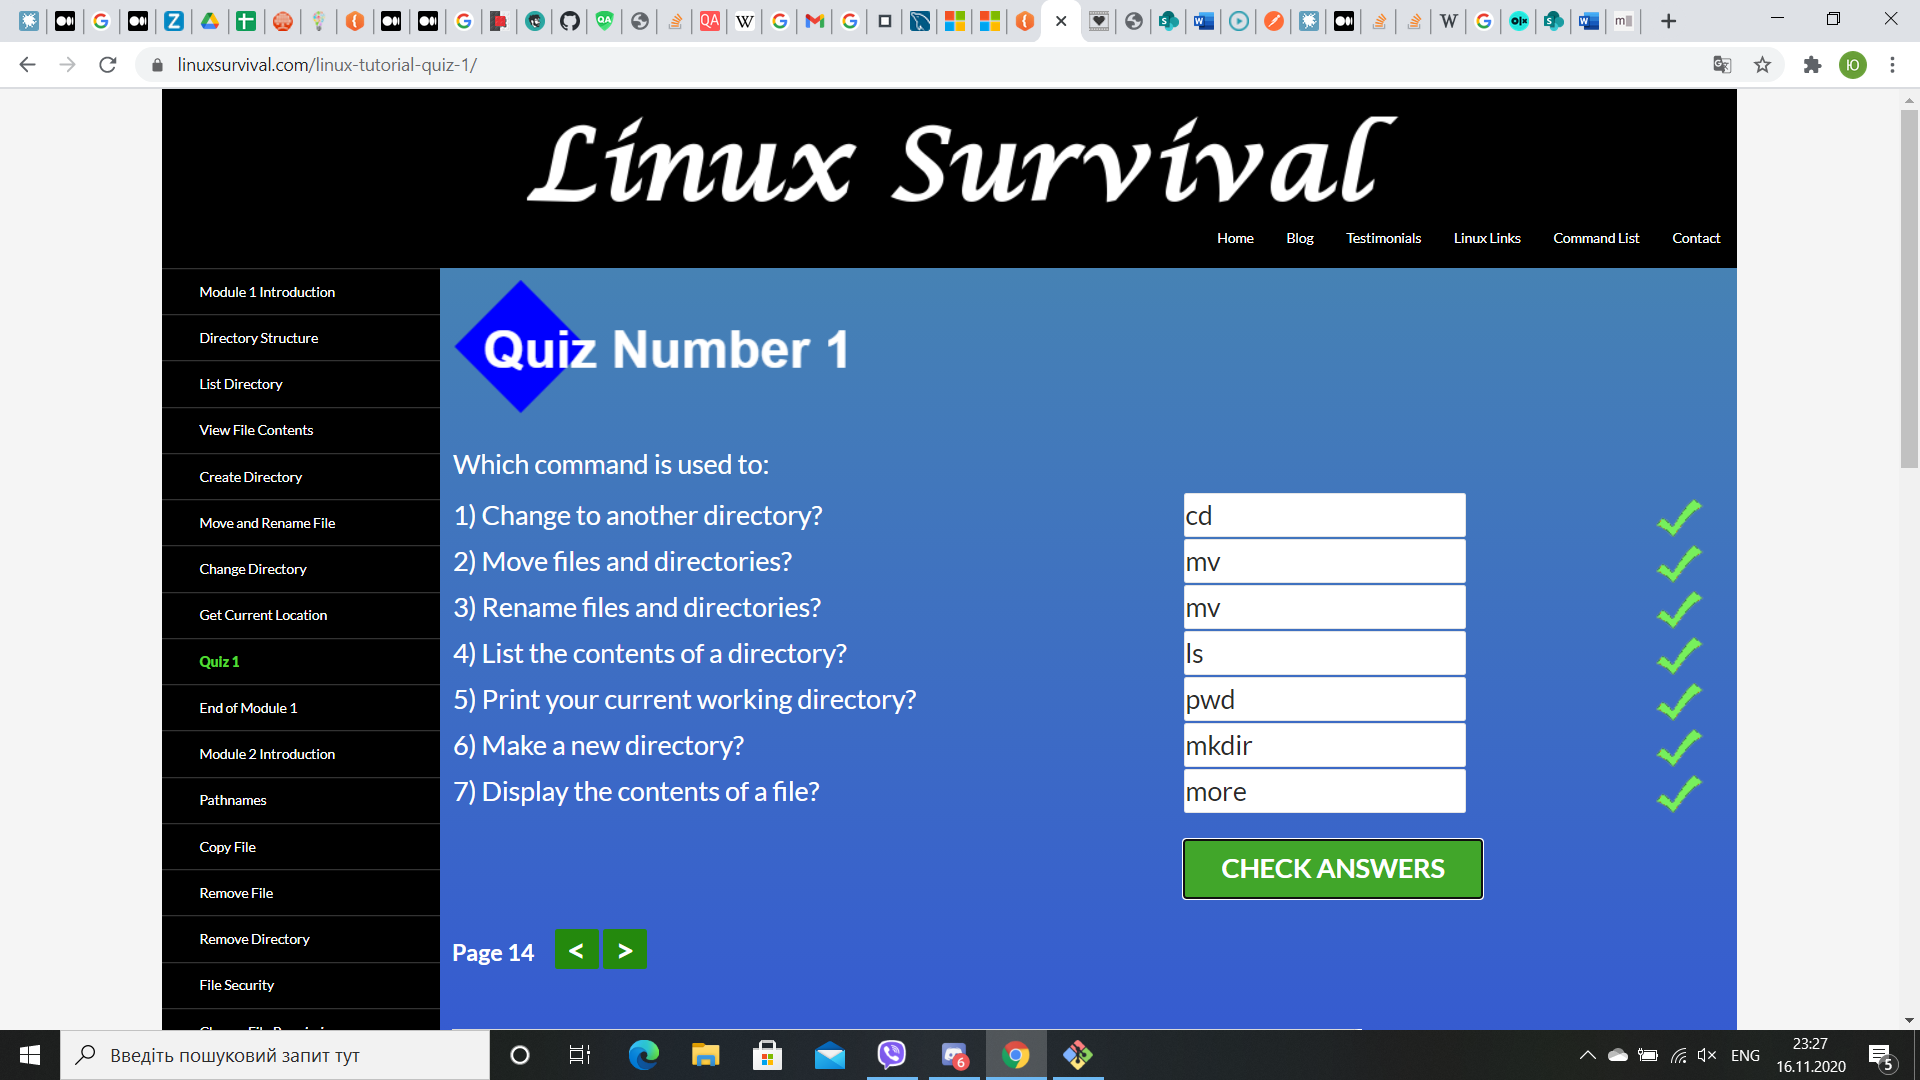 linuxsurvival.com/linux-tutorial-quiz-1/
Ю
Linux Survival
Home Blog Testimonials Linux Links Command List Contact
Module 1 Introduction
Directory Structure
List Directory
View File Contents
Create Directory
Move and Rename File
Change Directory
Get Current Location
Quiz 1
End of Module 1
Module 2 Introduction
Pathnames
Copy File
Remove File
Remove Directory
File Security
Quiz Number 1
Which command is used to:
1) Change to another directory? cd
2) Move files and directories? mv
3) Rename files and directories? mv
4) List the contents of a directory? ls
5) Print your current working directory? pwd
6) Make a new directory? mkdir
7) Display the contents of a file? more
CHECK ANSWERS
Page 14 < >
Введіть пошуковий запит тут
6
ENG
23:27
16.11.2020
5